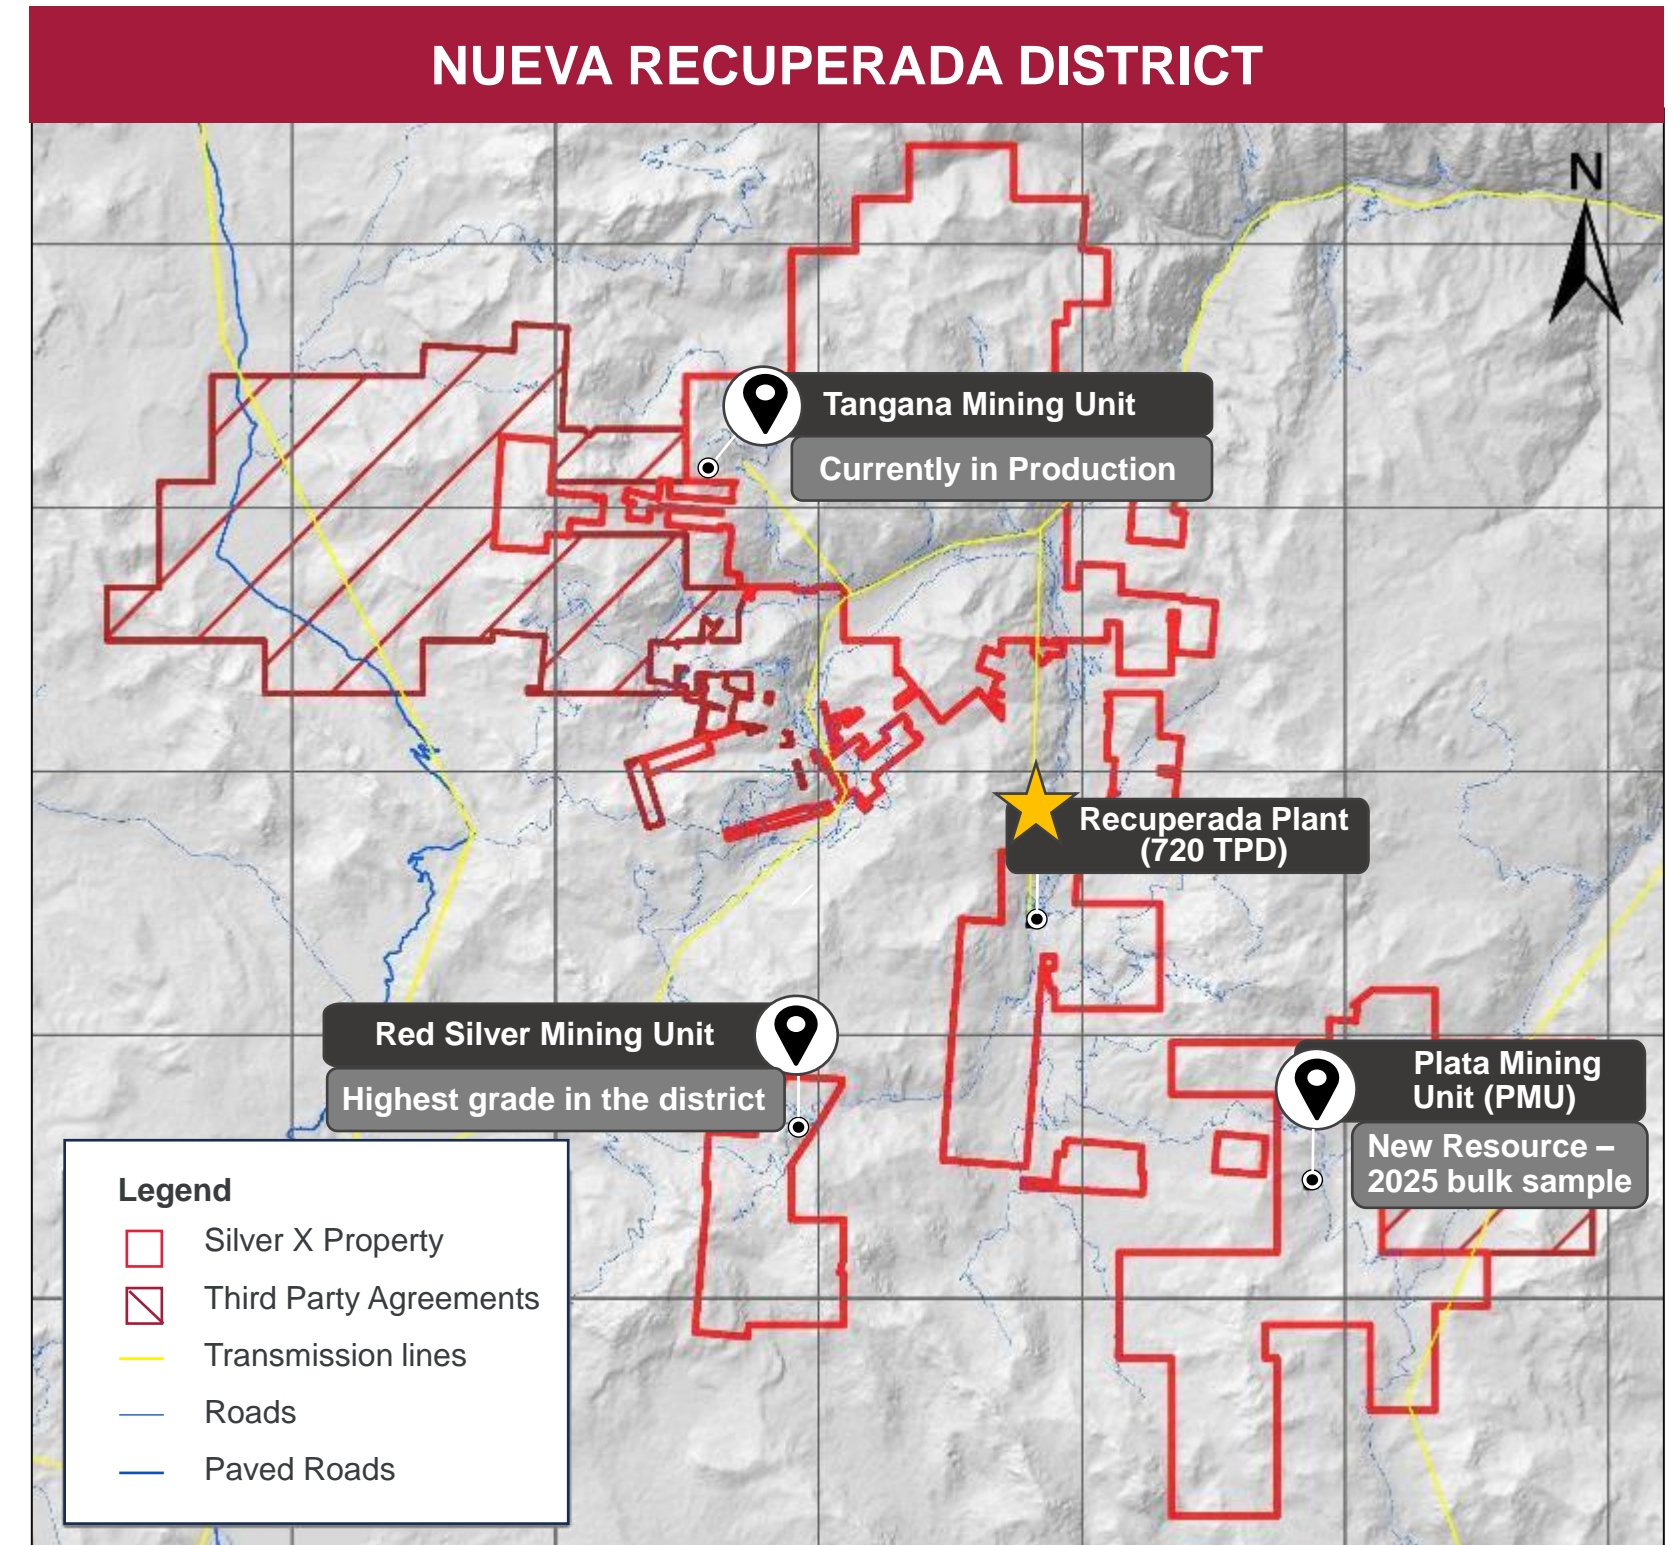 NUEVA RECUPERADA DISTRICT
N
Tangana Mining Unit
Currently in Production
Recuperada Plant
(720 TPD)
Red Silver Mining Unit
Highest grade in the district
Plata Mining
Unit (PMU)
New Resource –
2025 bulk sample
Legend
Silver X Property
Third Party Agreements
Transmission lines
Roads
Paved Roads